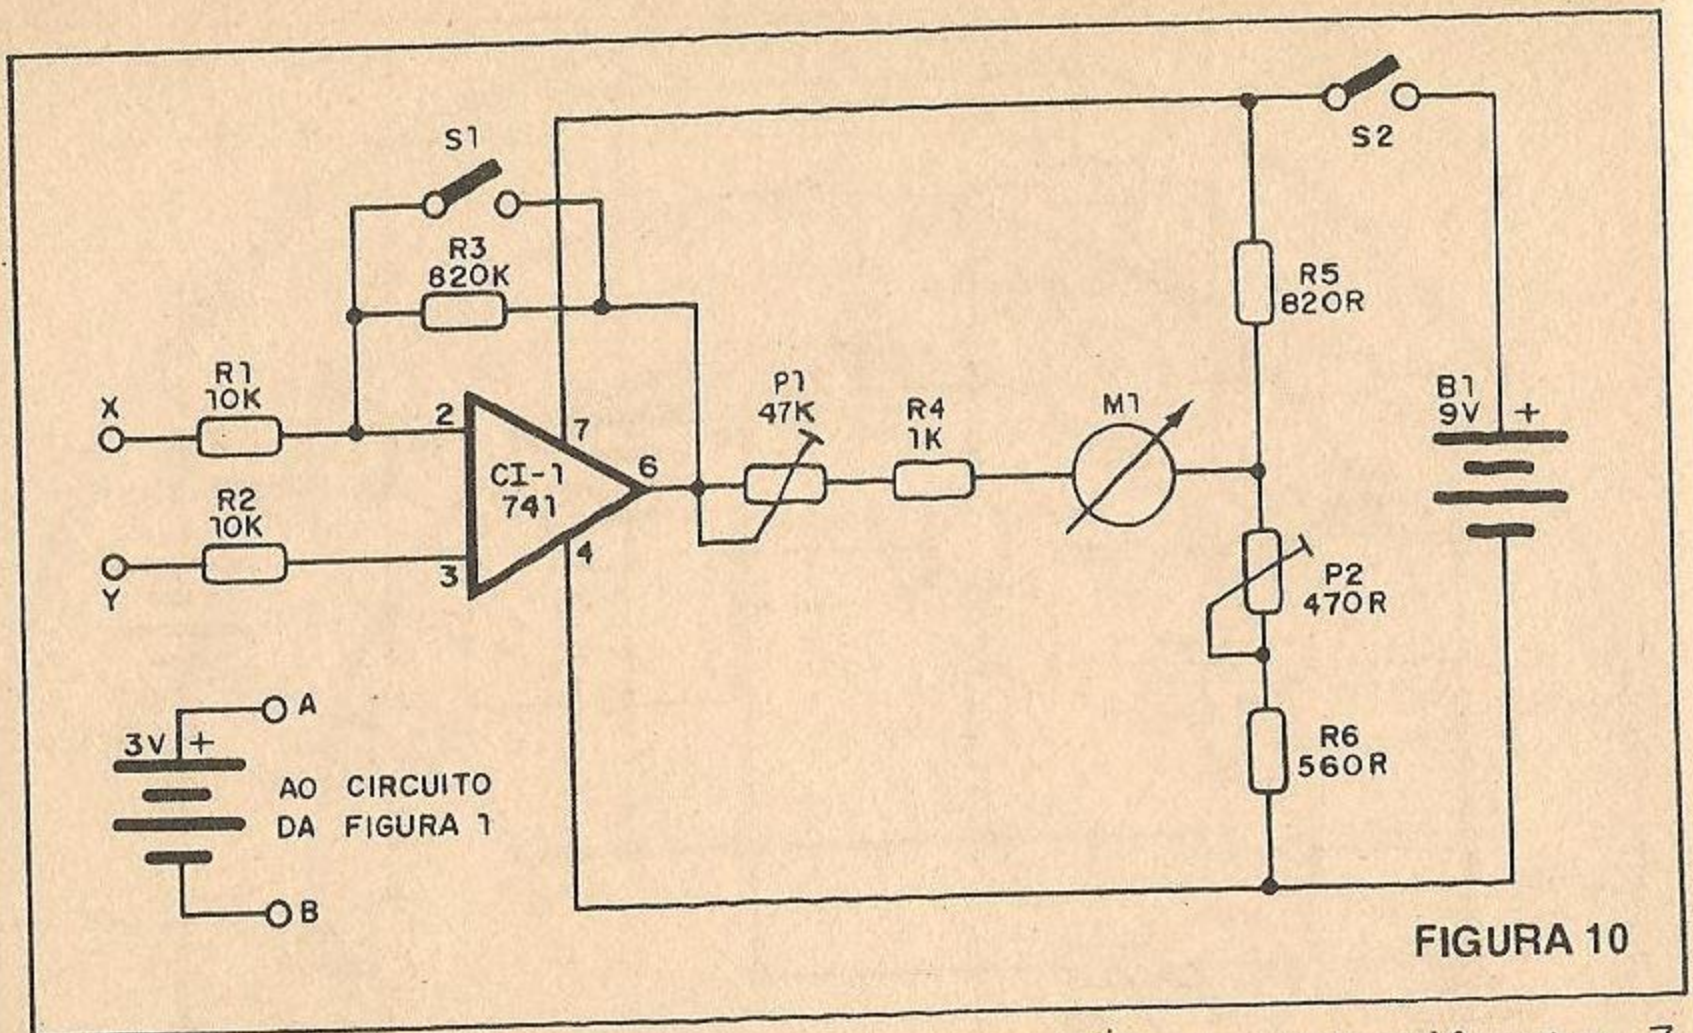 S1
S2
R3
820K
R5
820R
R1
10K
X
2
7
P1
47K
R4
1K
M1
B1
9V +
CI-1
741
6
R2
10K
Y
3
4
P2
470R
A
3V +
AO CIRCUITO
DA FIGURA 1
B
R6
560R
FIGURA 10